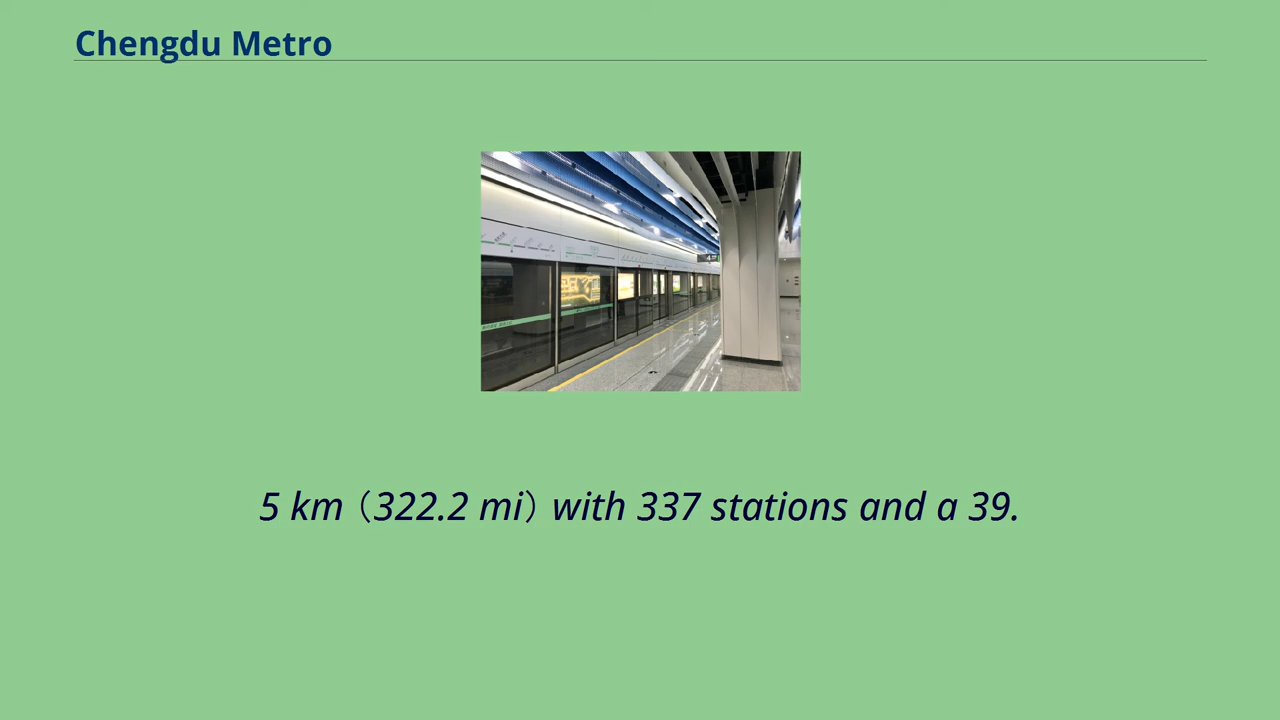 Chengdu Metro
5 km（322.2 mi）with 337 stations and a 39.